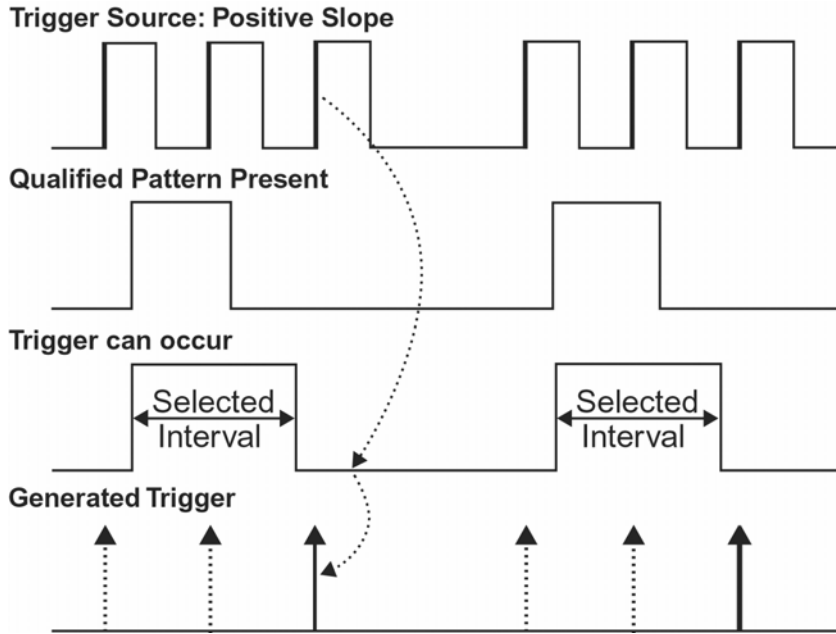 Trigger Source: Positive Slope
Qualified Pattern Present
Trigger can occur
Selected
Interval
Selected
Interval
Generated Trigger